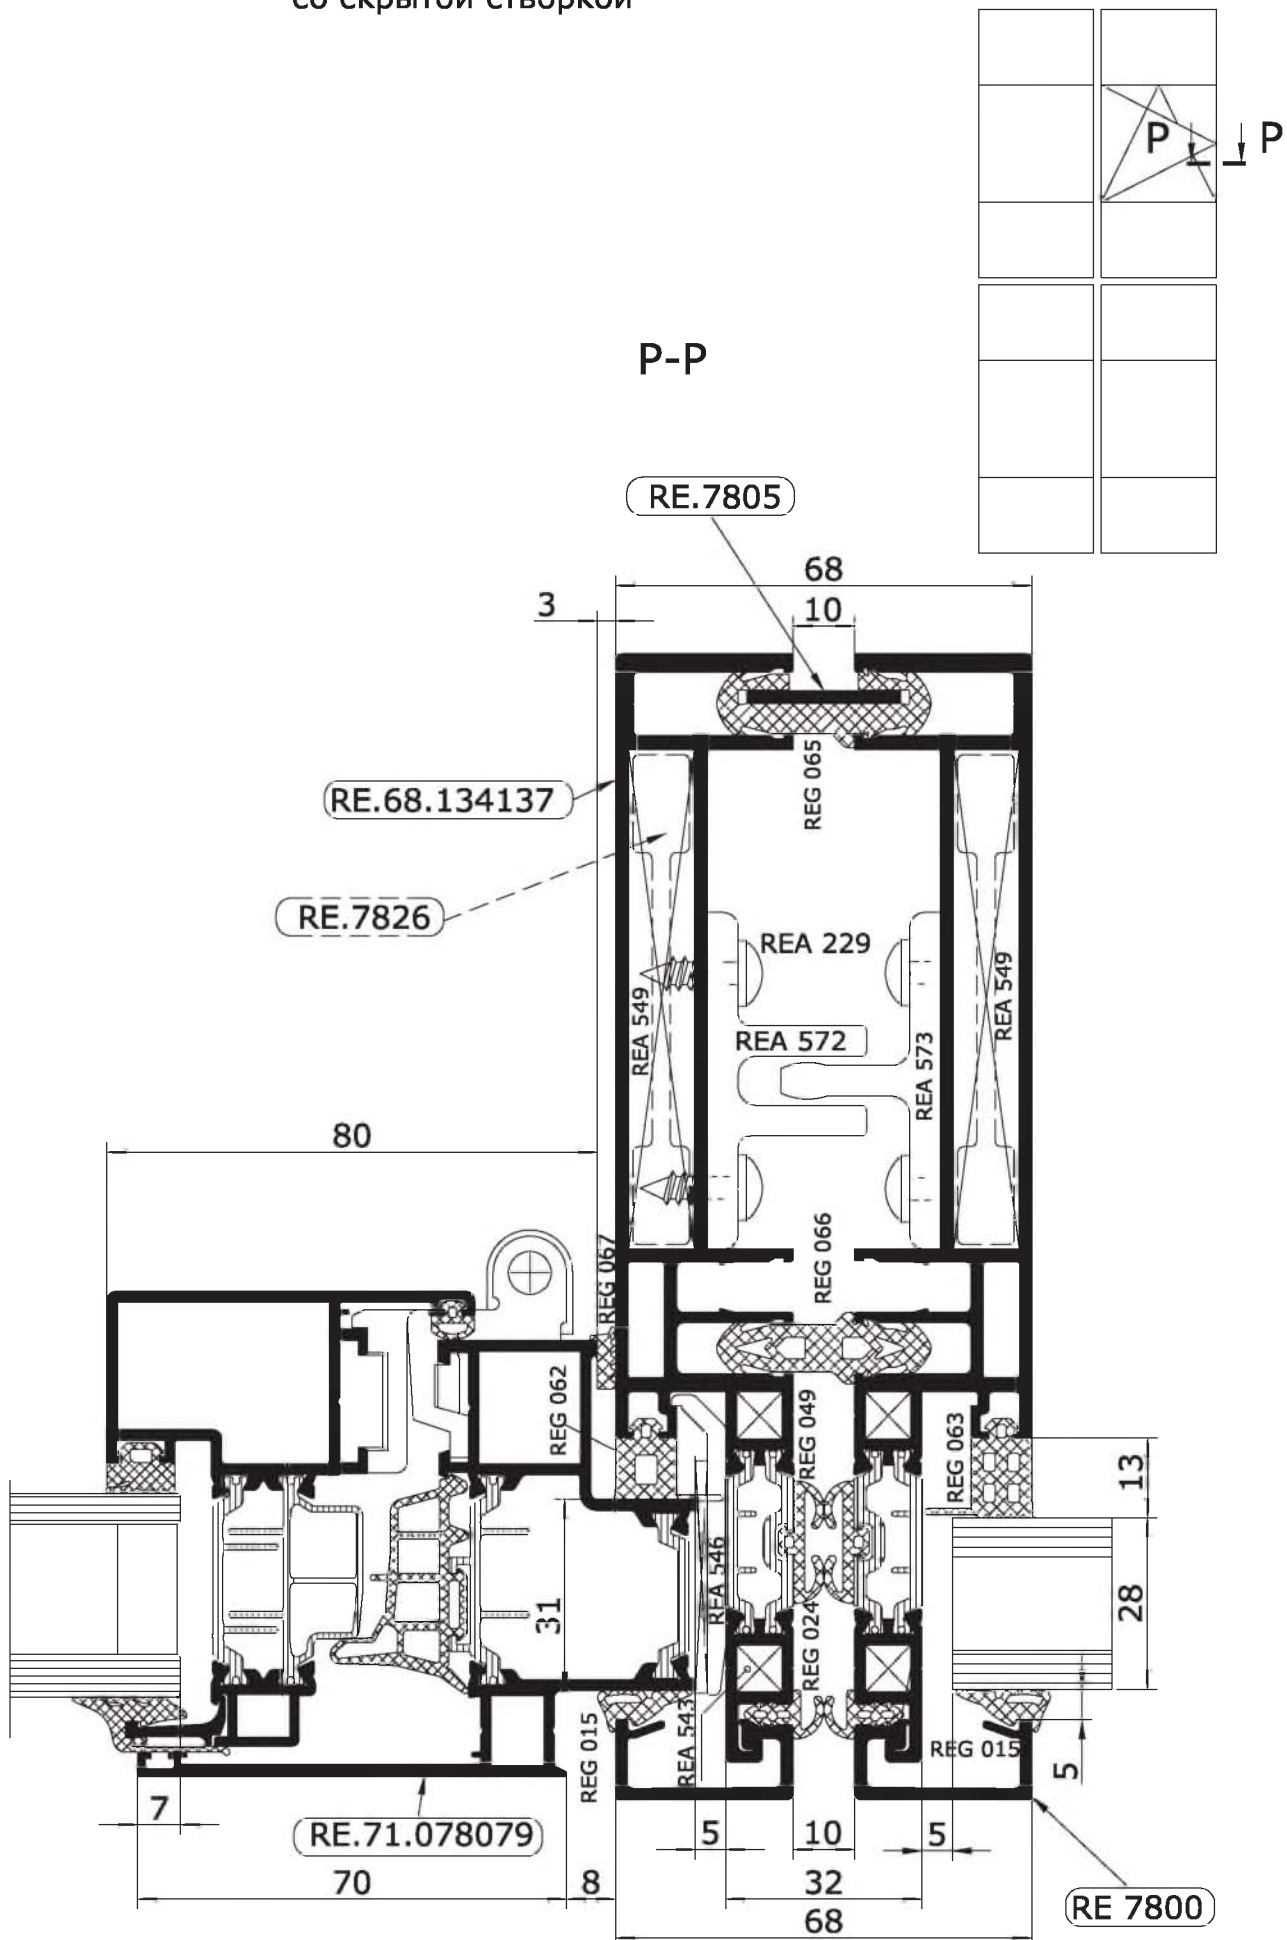 со скрытой створкой
P P
P-P
RE.7805
68
3
10
REG 065
RE.68.134137
RE.7826
REA 229
REA 549
REA 549
REA 572
REA 573
80
REG 066
REG 067
REG 062
REG 049
REG 063
13
31
REA 546
28
REG 024
REG 015
REA 543
REG 015
5
7
RE.71.078079
5
10
5
70
8
32
RE 7800
68